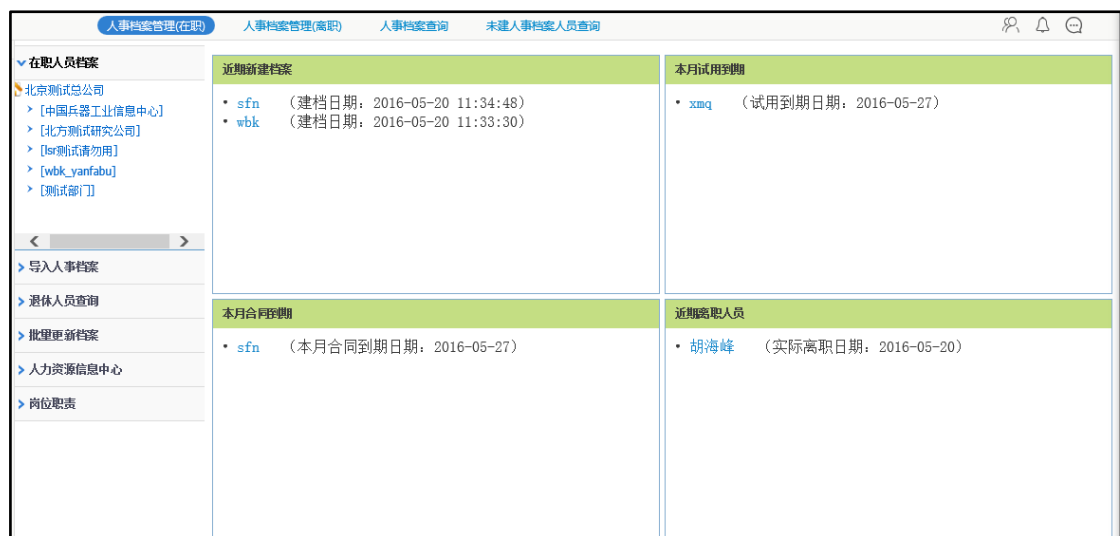 人事档案管理(在职) 人事档案管理(离职) 人事档案查询 未建人事档案人员查询
在职人员档案
北京测试总公司
[中国兵器工业信息中心]
[北方测试研究公司]
[lsr测试请勿用]
[wbk_yanfabu]
[测试部门]
导入人事档案
退休人员查询
批里更新档案
人力资源信息中心
岗位职责
近期新建档案
• sfn （建档日期：2016-05-20 11:34:48）
• wbk （建档日期：2016-05-20 11:33:30）
本月试用到期
• xmq （试用到期日期：2016-05-27）
本月合同到期
• sfn （本月合同到期日期：2016-05-27）
近期离职人员
• 胡海峰 （实际离职日期：2016-05-20）